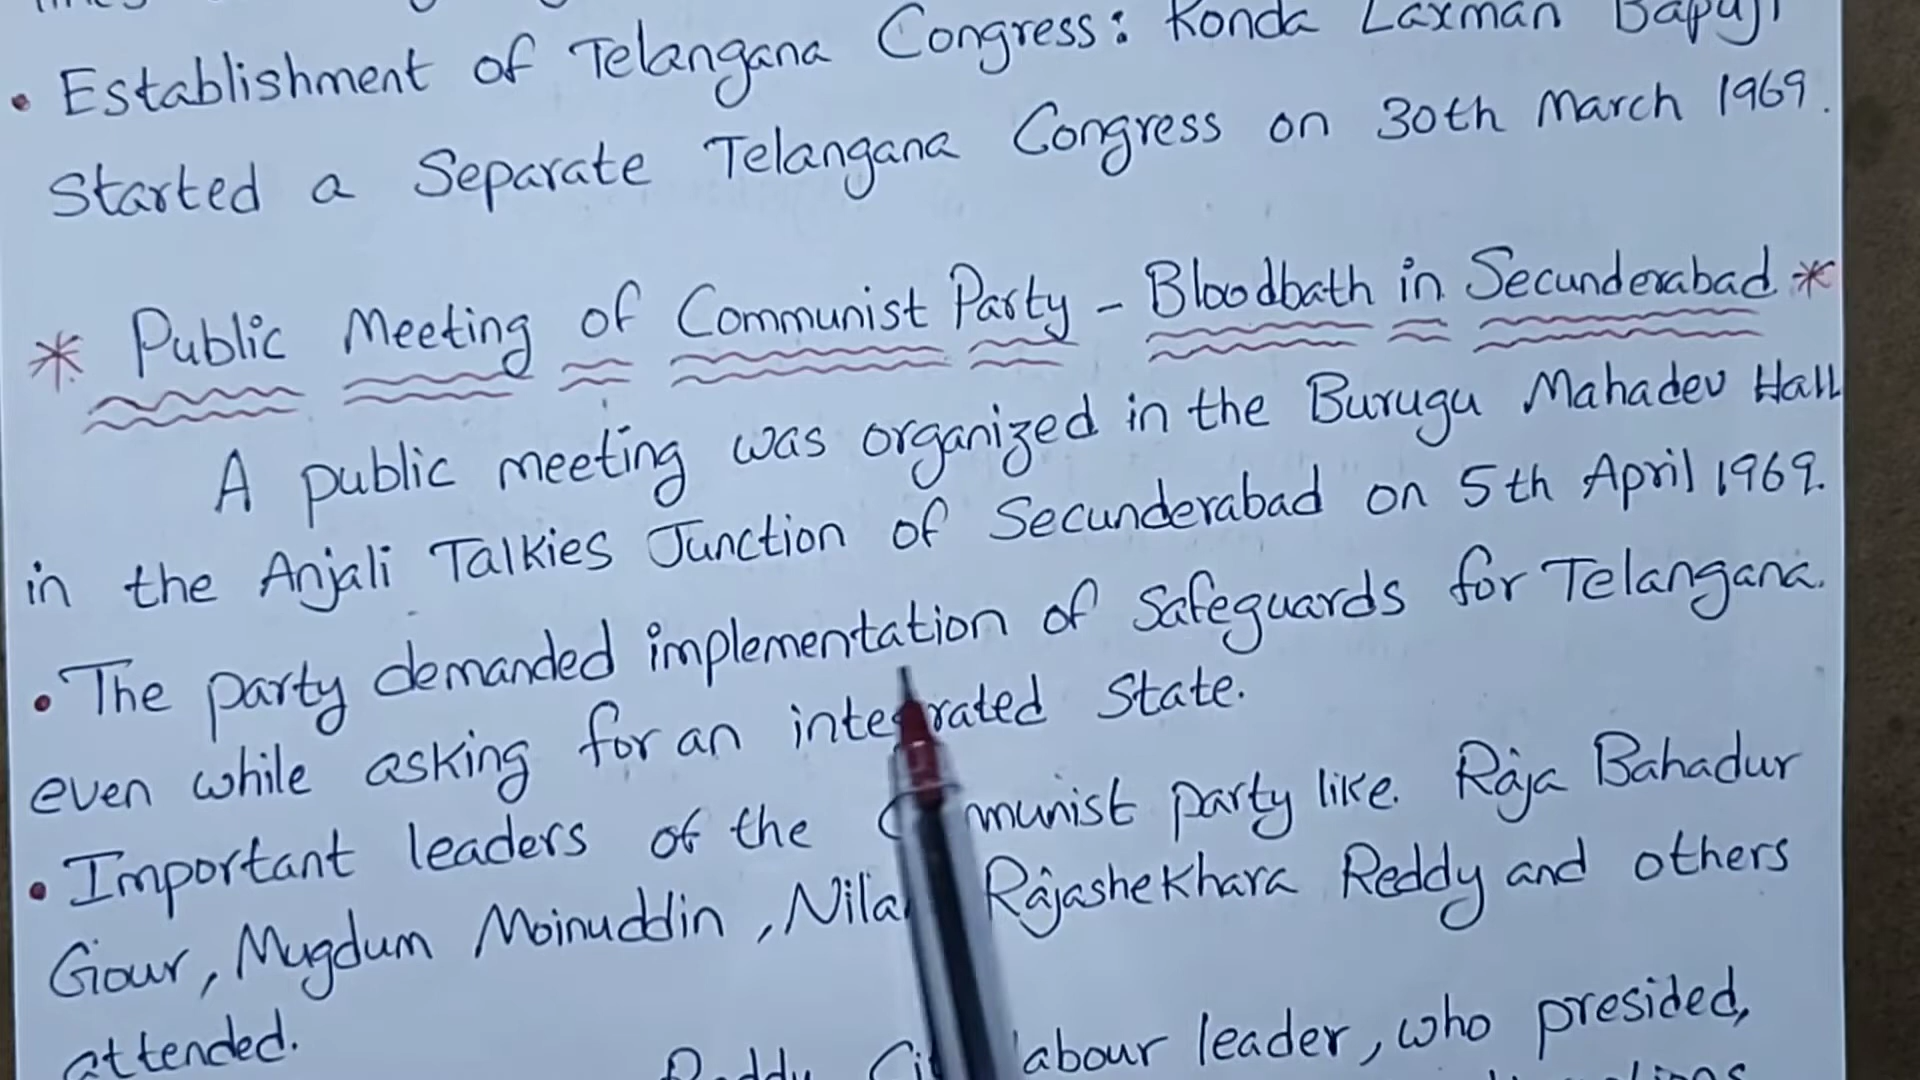 • Establishment of Telangana Congress: Konda Laxman Bapuji
Started a Separate Telangana Congress on 30th March 1969.
* Public Meeting of Communist Party - Bloodbath in Secunderabad *
A public meeting was organized in the Burugu Mahadev Hall
in the Anjali Talkies Junction of Secunderabad on 5th April 1969.
• The party demanded implementation of Safeguards for Telangana.
even while asking for an integrated State.
• Important leaders of the Communist party like Raja Bahadur
Gour, Mugdum Moinuddin, Rajashekhara Reddy and others
attended.
Reddy labour leader, who presided,